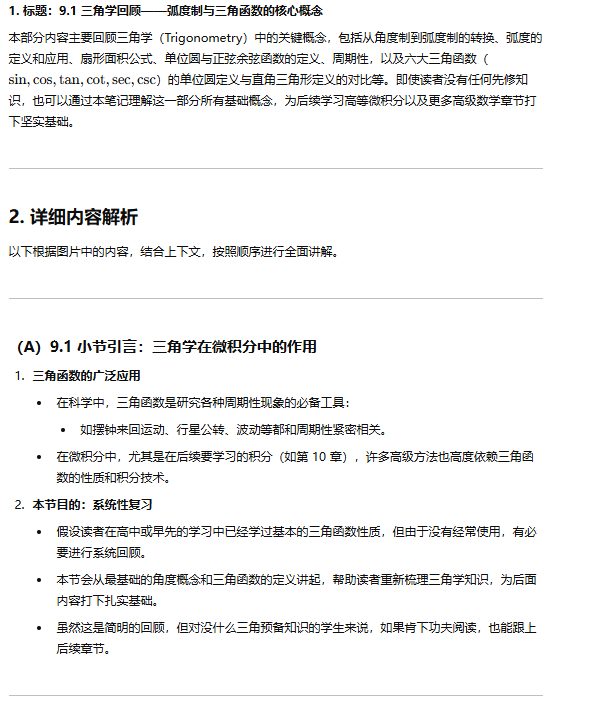 1. 标题：9.1 三角学回顾——弧度制与三角函数的核心概念
本部分内容主要回顾三角学（Trigonometry）中的关键概念，包括从角度制到弧度制的转换、弧度的
定义和应用、扇形面积公式、单位圆与正弦余弦函数的定义、周期性，以及六大三角函数（
sin, cos, tan, cot, sec, csc）的单位圆定义与直角三角形定义的对比等。即使读者没有任何先修知
识，也可以通过本笔记理解这一部分所有基础概念，为后续学习高等微积分以及更多高级数学章节打
下坚实基础。
2. 详细内容解析
以下根据图片中的内容，结合上下文，按照顺序进行全面讲解。
（A）9.1 小节引言：三角学在微积分中的作用
1. 三角函数的广泛应用
• 在科学中，三角函数是研究各种周期性现象的必备工具：
• 如摆钟来回运动、行星公转、波动等都和周期性紧密相关。
• 在微积分中，尤其是在后续要学习的积分（如第 10 章），许多高级方法也高度依赖三角函
数的性质和积分技术。
2. 本节目的：系统性复习
• 假设读者在高中或早先的学习中已经学过基本的三角函数性质，但由于没有经常使用，有必
要进行系统回顾。
• 本节会从最基础的角度概念和三角函数的定义讲起，帮助读者重新梳理三角学知识，为后面
内容打下扎实基础。
• 虽然这是简明的回顾，但对没什么三角预备知识的学生来说，如果肯下功夫阅读，也能跟上
后续章节。